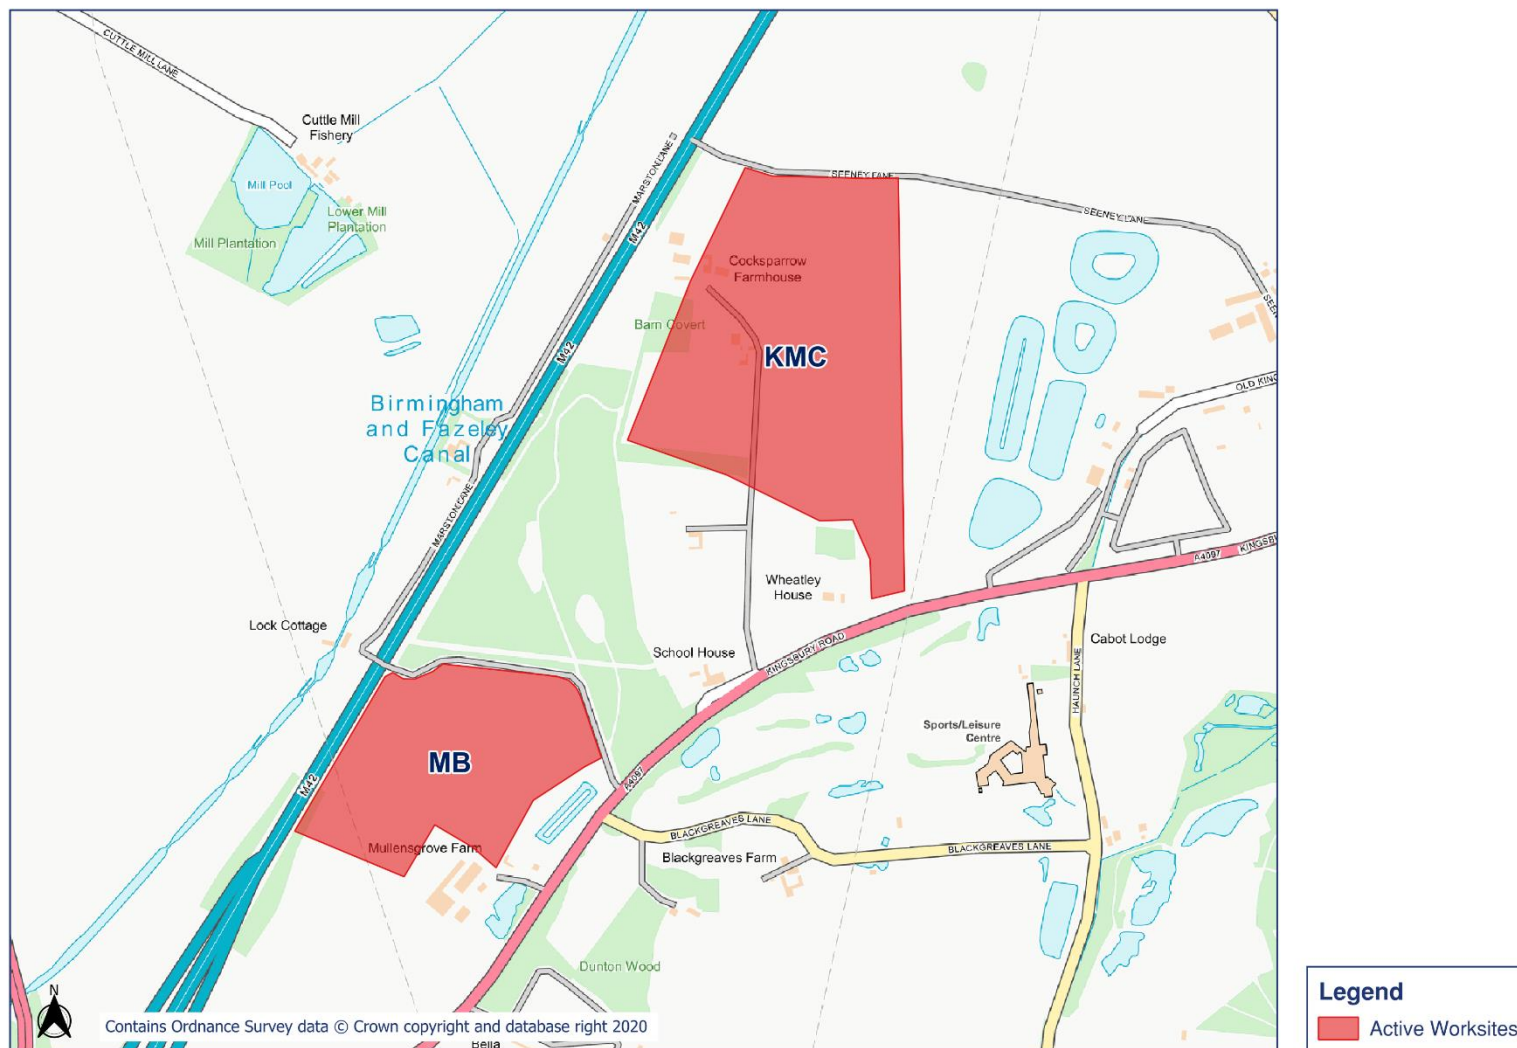 CUTTLE MILL LANE
Cuttle Mill
Fishery
Mill Pool
Lower Mill
Plantation
Mill Plantation
MARSTON LANE
M42
SEENEY LANE
SEENEY LANE
Cocksparrow
Farmhouse
Barn Covert
M42
KMC
Birmingham
and Fazeley
Canal
MARSTON LANE
A4097
Wheatley
House
Lock Cottage
School House
KINGSBURY ROAD
Cabot Lodge
HAUNCH LANE
Sports/Leisure
Centre
MB
M42
A4097
BLACKGREAVES LANE
BLACKGREAVES LANE
Mullensgrove Farm
Blackgreaves Farm
Dunton Wood
N
Contains Ordnance Survey data © Crown copyright and database right 2020
Bella
Legend
Active Worksites